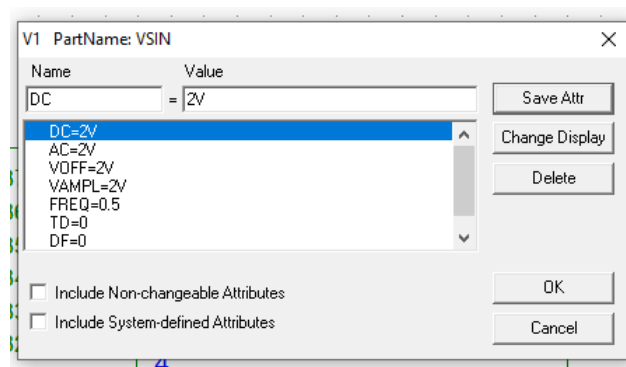 V1 PartName: VSIN
Name Value
DC = 2V
Save Attr
DC=2V
AC=2V
VOFF=2V
VAMPL=2V
FREQ=0.5
TD=0
DF=0
Change Display
Delete
Include Non-changeable Attributes
Include System-defined Attributes
OK
Cancel
4